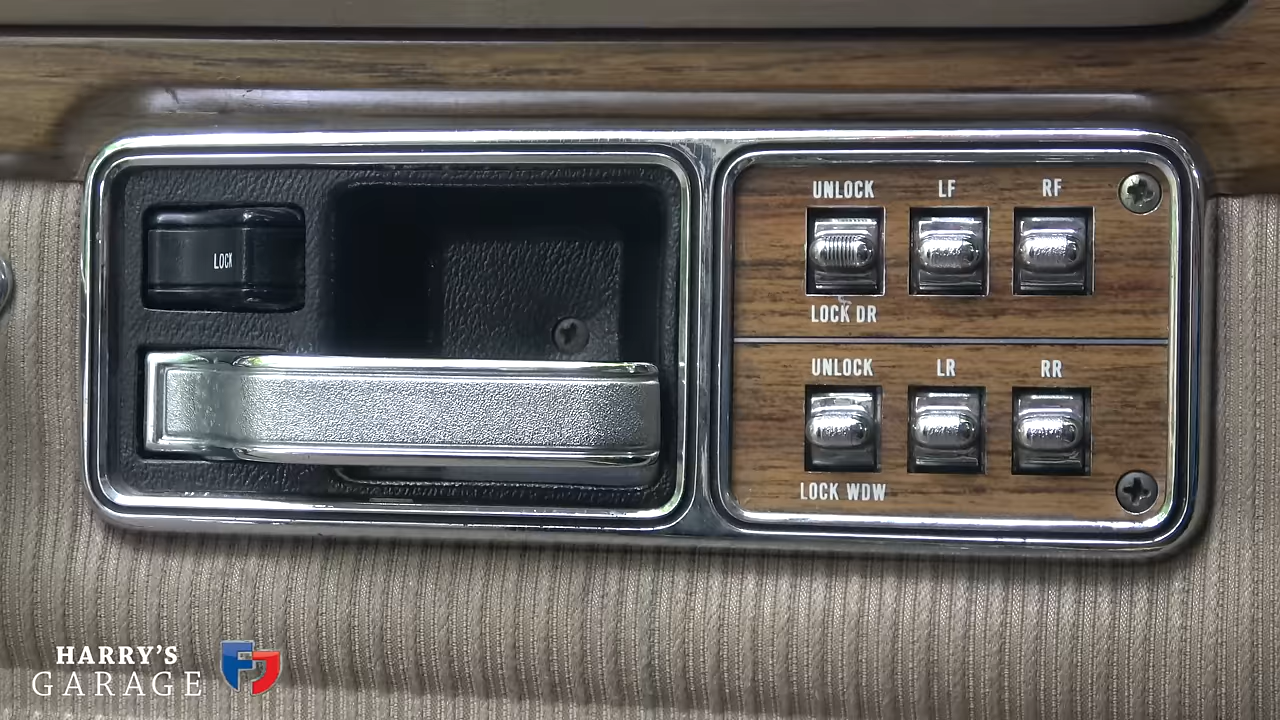 LOCK
UNLOCK LF RF
LOCK DR
UNLOCK LR RR
LOCK WDW
HARRY'S
GARAGE